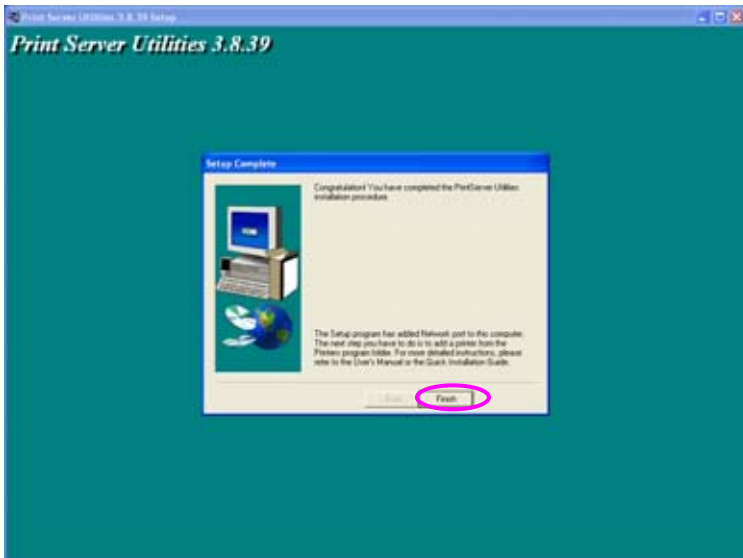 Print Server Utilities 3.8.39 Setup
Print Server Utilities 3.8.39
Setup Complete
Congratulation! You have completed the PrintServer Utilities
installation procedure.
The Setup program has added Network port to this computer.
The next step you have to do is to add a printer from the
Printers program folder. For more detailed instructions, please
refer to the User's Manual or the Quick Installation Guide.
< Back
Finish